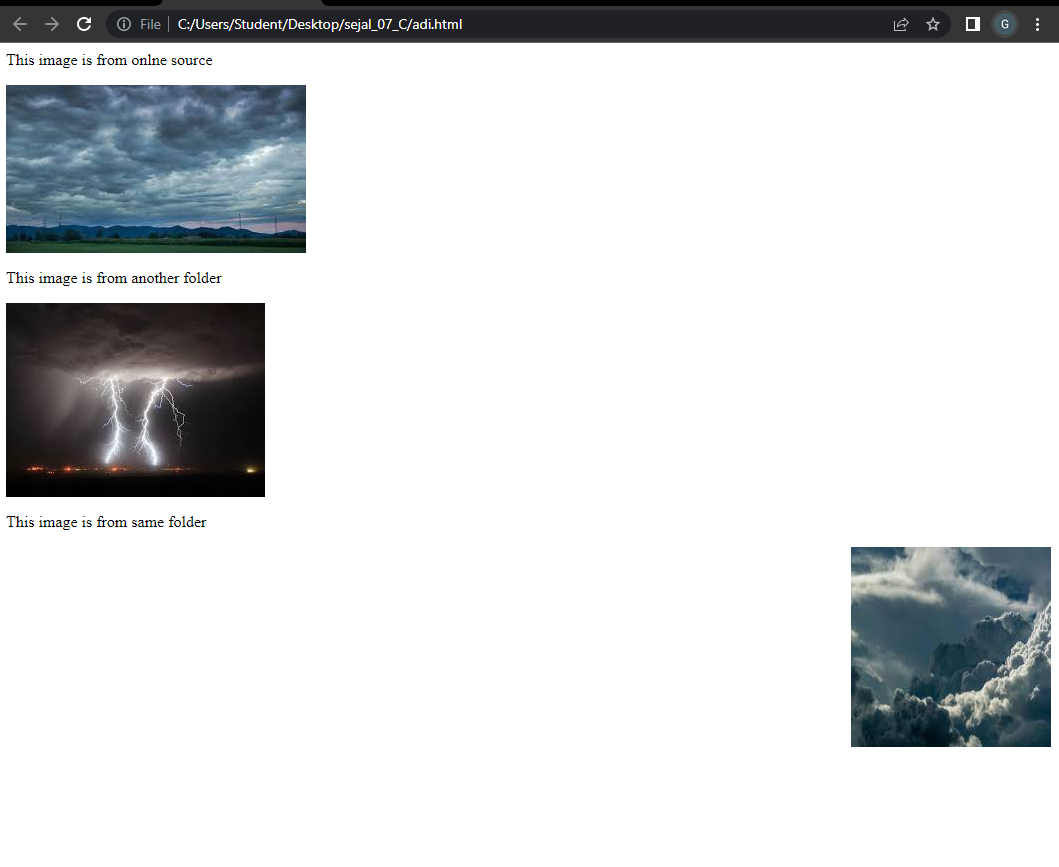 File C:/Users/Student/Desktop/sejal_07_C/adi.html
G
This image is from onlne source
This image is from another folder
This image is from same folder